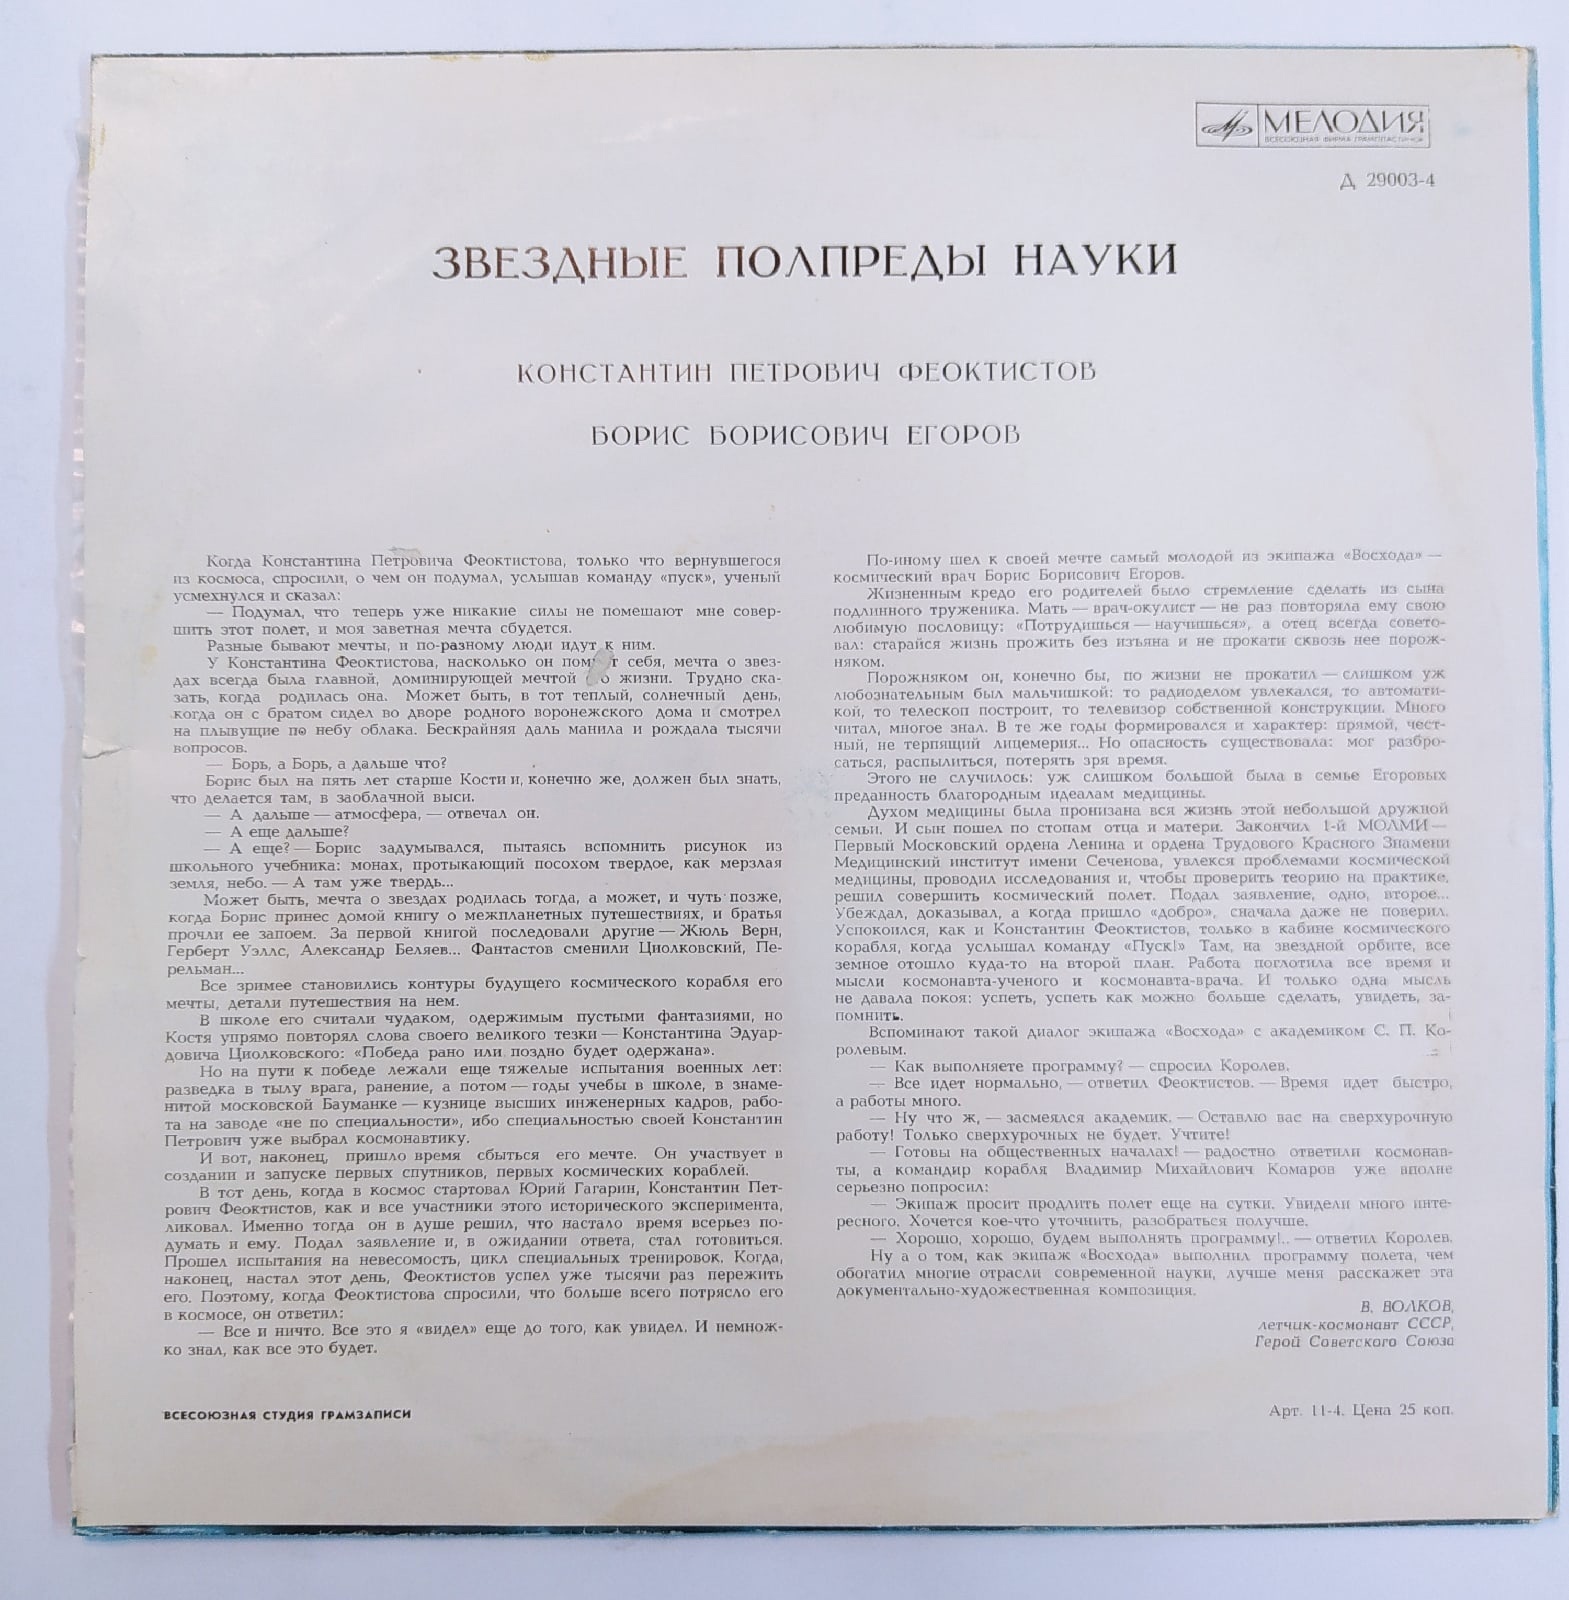 МЕЛОДИЯ
ВСЕСОЮЗНАЯ ФИРМА ГРАМПЛАСТИНОК
Д 29003-4
ЗВЕЗДНЫЕ ПОЛПРЕДЫ НАУКИ
КОНСТАНТИН ПЕТРОВИЧ ФЕОКТИСТОВ
БОРИС БОРИСОВИЧ ЕГОРОВ
Когда Константина Петровича Феоктистова, только что вернувшегося
из космоса, спросили, о чем он подумал, услышав команду «пуск», ученый
усмехнулся и сказал:
— Подумал, что теперь уже никакие силы не помешают мне совер-
шить этот полет, и моя заветная мечта сбудется.
Разные бывают мечты, и по-разному люди идут к ним.
У Константина Феоктистова, насколько он пом т себя, мечта о звез-
дах всегда была главной, доминирующей мечтой о жизни. Трудно ска-
зать, когда родилась она. Может быть, в тот теплый, солнечный день,
когда он с братом сидел во дворе родного воронежского дома и смотрел
на плывущие по небу облака. Бескрайняя даль манила и рождала тысячи
вопросов.
— Борь, а Борь, а дальше что?
Борис был на пять лет старше Кости и, конечно же, должен был знать,
что делается там, в заоблачной выси.
— А дальше — атмосфера, — отвечал он.
— А еще дальше?
— А еще? — Борис задумывался, пытаясь вспомнить рисунок из
школьного учебника: монах, протыкающий посохом твердое, как мерзлая
земля, небо. — А там уже твердь...
Может быть, мечта о звездах родилась тогда, а может, и чуть позже,
когда Борис принес домой книгу о межпланетных путешествиях, и братья
прочли ее запоем. За первой книгой последовали другие — Жюль Верн,
Герберт Уэллс, Александр Беляев... Фантастов сменили Циолковский, Пе-
рельман...
Все зримее становились контуры будущего космического корабля его
мечты, детали путешествия на нем.
В школе его считали чудаком, одержимым пустыми фантазиями, но
Костя упрямо повторял слова своего великого тезки — Константина Эдуар-
довича Циолковского: «Победа рано или поздно будет одержана».
Но на пути к победе лежали еще тяжелые испытания военных лет:
разведка в тылу врага, ранение, а потом — годы учебы в школе, в знаме-
нитой московской Бауманке — кузнице высших инженерных кадров, рабо-
та на заводе «не по специальности», ибо специальностью своей Константин
Петрович уже выбрал космонавтику.
И вот, наконец, пришло время сбыться его мечте. Он участвует в
создании и запуске первых спутников, первых космических кораблей.
В тот день, когда в космос стартовал Юрий Гагарин, Константин Пет-
рович Феоктистов, как и все участники этого исторического эксперимента,
ликовал. Именно тогда он в душе решил, что настало время всерьез по-
думать и ему. Подал заявление и, в ожидании ответа, стал готовиться.
Прошел испытания на невесомость, цикл специальных тренировок. Когда,
наконец, настал этот день, Феоктистов успел уже тысячи раз пережить
его. Поэтому, когда Феоктистова спросили, что больше всего потрясло его
в космосе, он ответил:
— Все и ничто. Все это я «видел» еще до того, как увидел. И немнож-
ко знал, как все это будет.
По-иному шел к своей мечте самый молодой из экипажа «Восхода» —
космический врач Борис Борисович Егоров.
Жизненным кредо его родителей было стремление сделать из сына
подлинного труженика. Мать — врач-окулист — не раз повторяла ему свою
любимую пословицу: «Потрудишься — научишься», а отец всегда совето-
вал: старайся жизнь прожить без изъяна и не прокати сквозь нее порож-
няком.
Порожняком он, конечно бы, по жизни не прокатил — слишком уж
любознательным был мальчишкой: то радиоделом увлекался, то автомати-
кой, то телескоп построит, то телевизор собственной конструкции. Много
читал, многое знал. В те же годы формировался и характер: прямой, чест-
ный, не терпящий лицемерия... Но опасность существовала: мог разбро-
саться, распылиться, потерять зря время.
Этого не случилось: уж слишком большой была в семье Егоровых
преданность благородным идеалам медицины.
Духом медицины была пронизана вся жизнь этой небольшой дружной
семьи. И сын пошел по стопам отца и матери. Закончил 1-й МОЛМИ —
Первый Московский ордена Ленина и ордена Трудового Красного Знамени
Медицинский институт имени Сеченова, увлекся проблемами космической
медицины, проводил исследования и, чтобы проверить теорию на практике,
решил совершить космический полет. Подал заявление, одно, второе...
Убеждал, доказывал, а когда пришло «добро», сначала даже не поверил.
Успокоился, как и Константин Феоктистов, только в кабине космического
корабля, когда услышал команду «Пуск!» Там, на звездной орбите, все
земное отошло куда-то на второй план. Работа поглотила все время и
мысли космонавта-ученого и космонавта-врача. И только одна мысль
не давала покоя: успеть, успеть как можно больше сделать, увидеть, за-
помнить.
Вспоминают такой диалог экипажа «Восхода» с академиком С. П. Ко-
ролевым.
— Как выполняете программу? — спросил Королев.
— Все идет нормально, — ответил Феоктистов. — Время идет быстро,
а работы много.
— Ну что ж, — засмеялся академик. — Оставлю вас на сверхурочную
работу! Только сверхурочных не будет. Учтите!
— Готовы на общественных началах! — радостно ответили космонав-
ты, а командир корабля Владимир Михайлович Комаров уже вполне
серьезно попросил:
— Экипаж просит продлить полет еще на сутки. Увидели много инте-
ресного. Хочется кое-что уточнить, разобраться получше.
— Хорошо, хорошо, будем выполнять программу!.. — ответил Королев.
Ну а о том, как экипаж «Восхода» выполнил программу полета, чем
обогатил многие отрасли современной науки, лучше меня расскажет эта
документально-художественная композиция.
В. ВОЛКОВ,
летчик-космонавт СССР,
Герой Советского Союза
ВСЕСОЮЗНАЯ СТУДИЯ ГРАМЗАПИСИ
Арт. 11-4. Цена 25 коп.